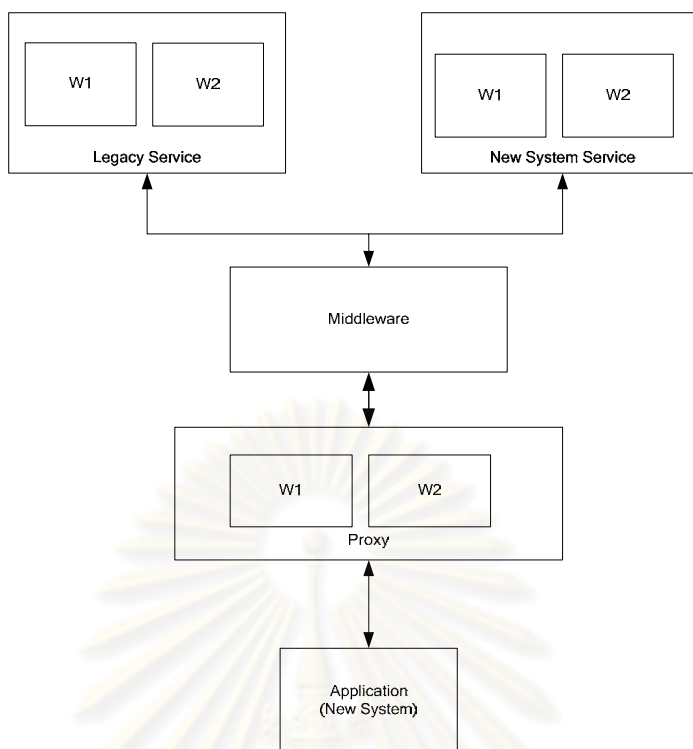 W1
W2
Legacy Service
W1
W2
New System Service
Middleware
W1
W2
Proxy
Application
(New System)